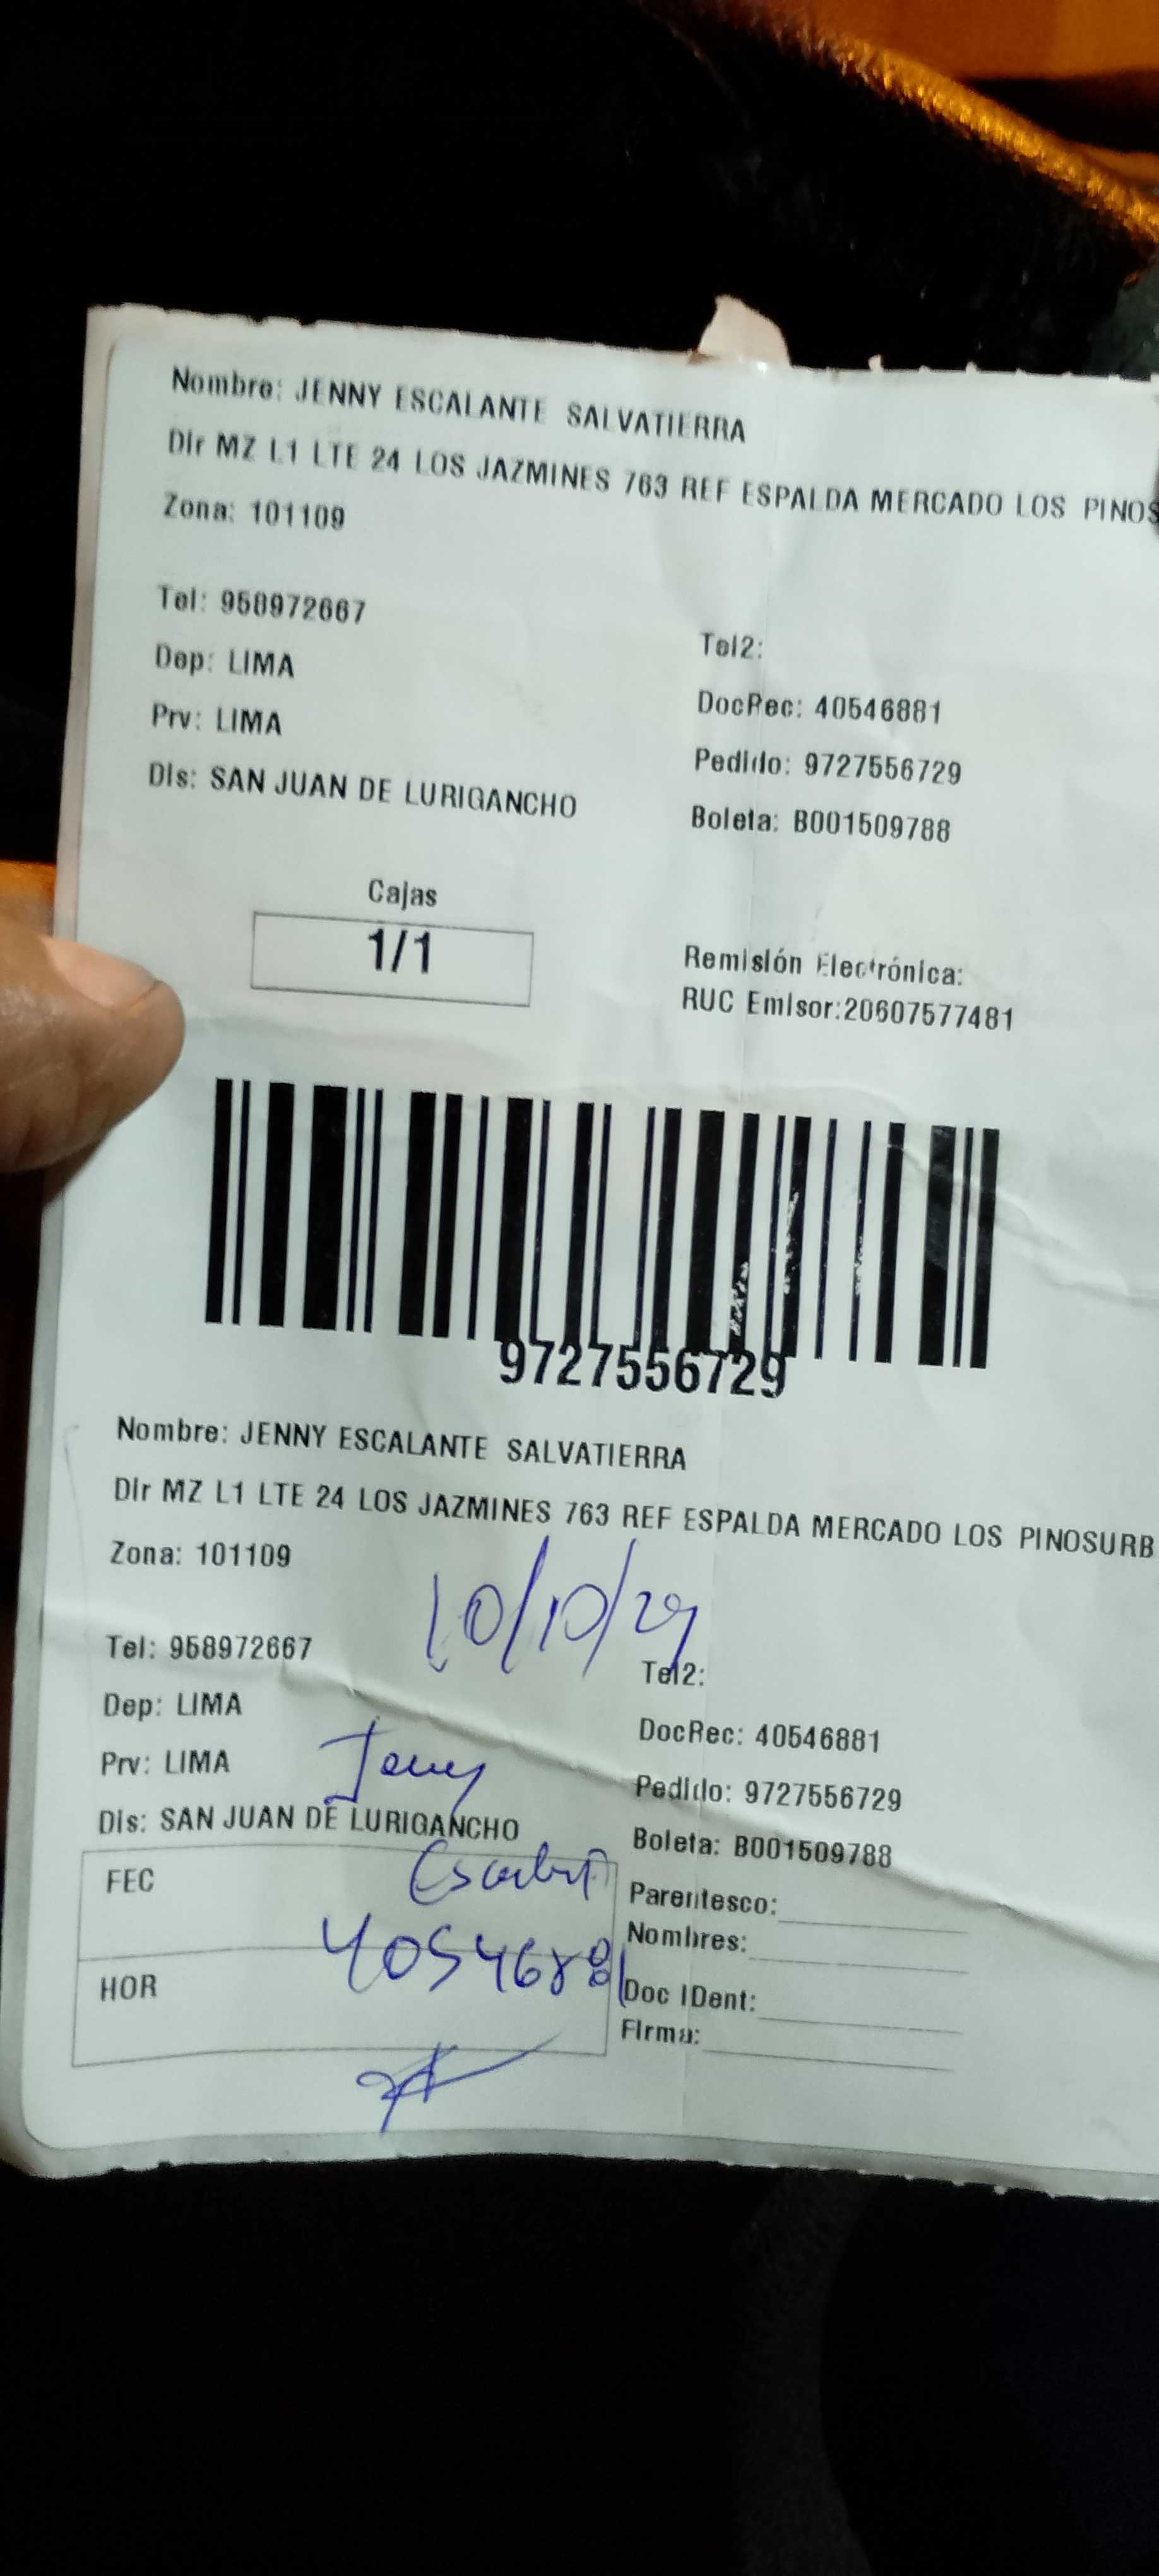 Nombre: JENNY ESCALANTE SALVATIERRA
Dir MZ L1 LTE 24 LOS JAZMINES 763 REF ESPALDA MERCADO LOS PINOS
Zona: 101109
Tel: 958972667
Tel2:
Dep: LIMA
DocRec: 40546881
Prv: LIMA
Pedido: 9727556729
Dis: SAN JUAN DE LURIGANCHO
Boleta: B001509788
Cajas
1/1
Remisión Electrónica:
RUC Emisor:20607577481
9727556729
Nombre: JENNY ESCALANTE SALVATIERRA
Dir MZ L1 LTE 24 LOS JAZMINES 763 REF ESPALDA MERCADO LOS PINOSURB
Zona: 101109
10/10/24
Tel: 958972667
Tel2:
Dep: LIMA
DocRec: 40546881
Prv: LIMA
Jenny
Pedido: 9727556729
Dis: SAN JUAN DE LURIGANCHO
Boleta: B001509788
FEC
Parentesco:
Nombres:
40546881
HOR
Doc IDent:
Firma: